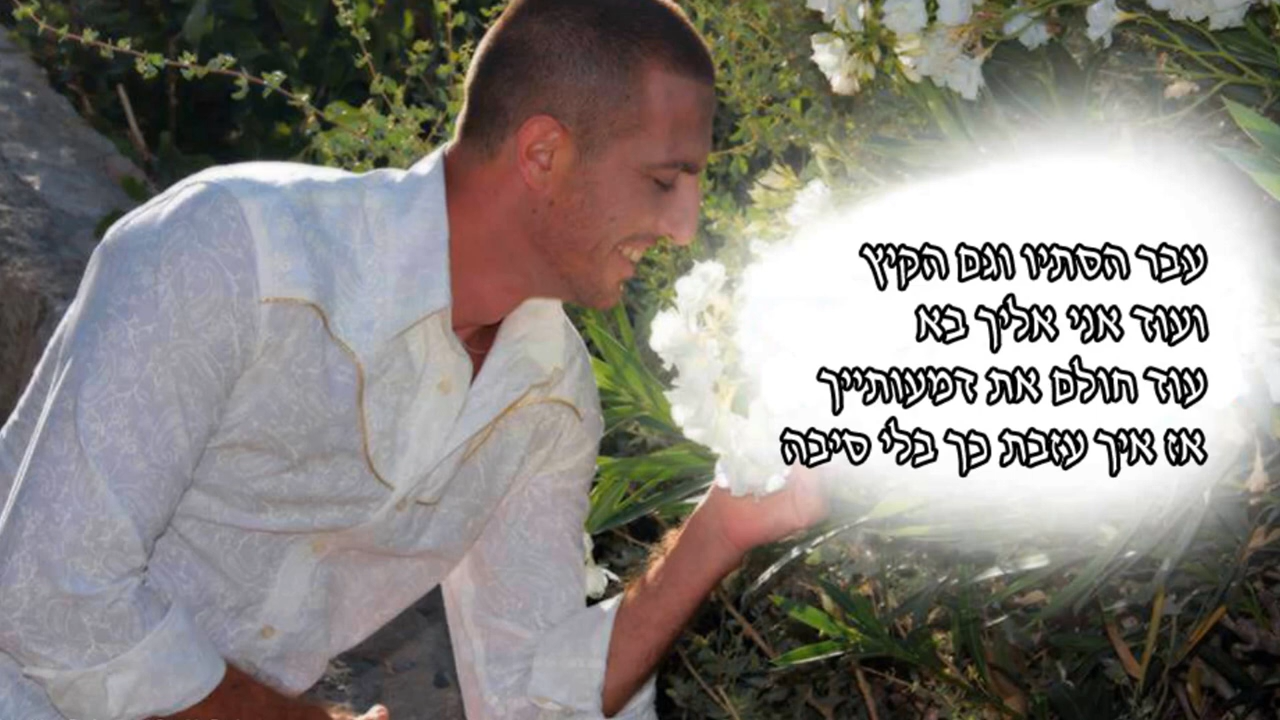 עבר הסתיו וגם הקיץ
ועוד אני אליך בא
עוד חולם את דמעותייך
אז איך עזבת כך בלי סיבה